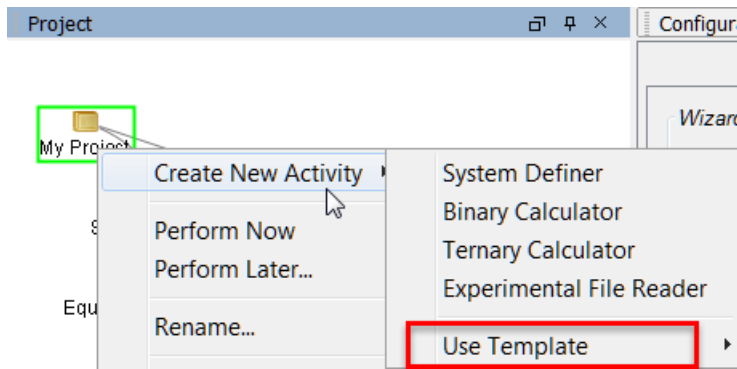 Project
Configur
Wizard
My Project
Create New Activity
System Definer
Binary Calculator
Perform Now
Ternary Calculator
Perform Later...
Experimental File Reader
Equ
Rename...
Use Template